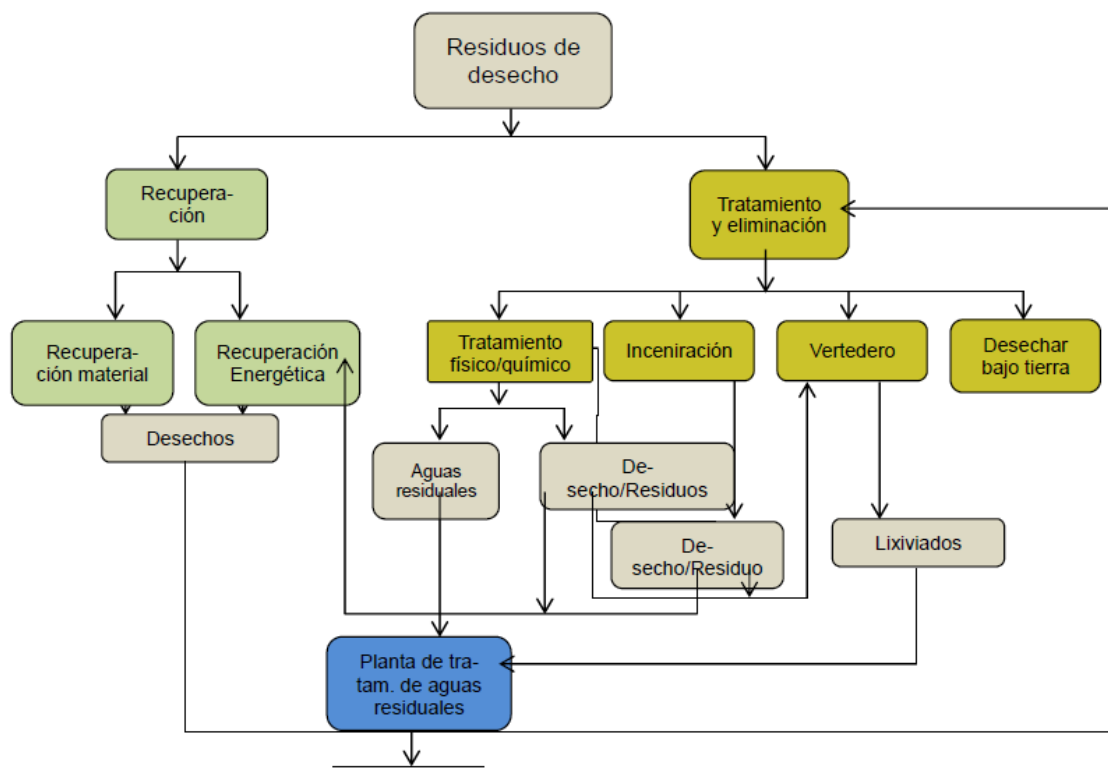 Residuos de
desecho
Recupera-
ción
Tratamiento
y eliminación
Recupera-
ción material
Recuperación
Energética
Tratamiento
físico/químico
Inceniración
Vertedero
Desechar
bajo tierra
Desechos
Aguas
residuales
De-
secho/Residuos
De-
secho/Residuo
Lixiviados
Planta de tra-
tam. de aguas
residuales